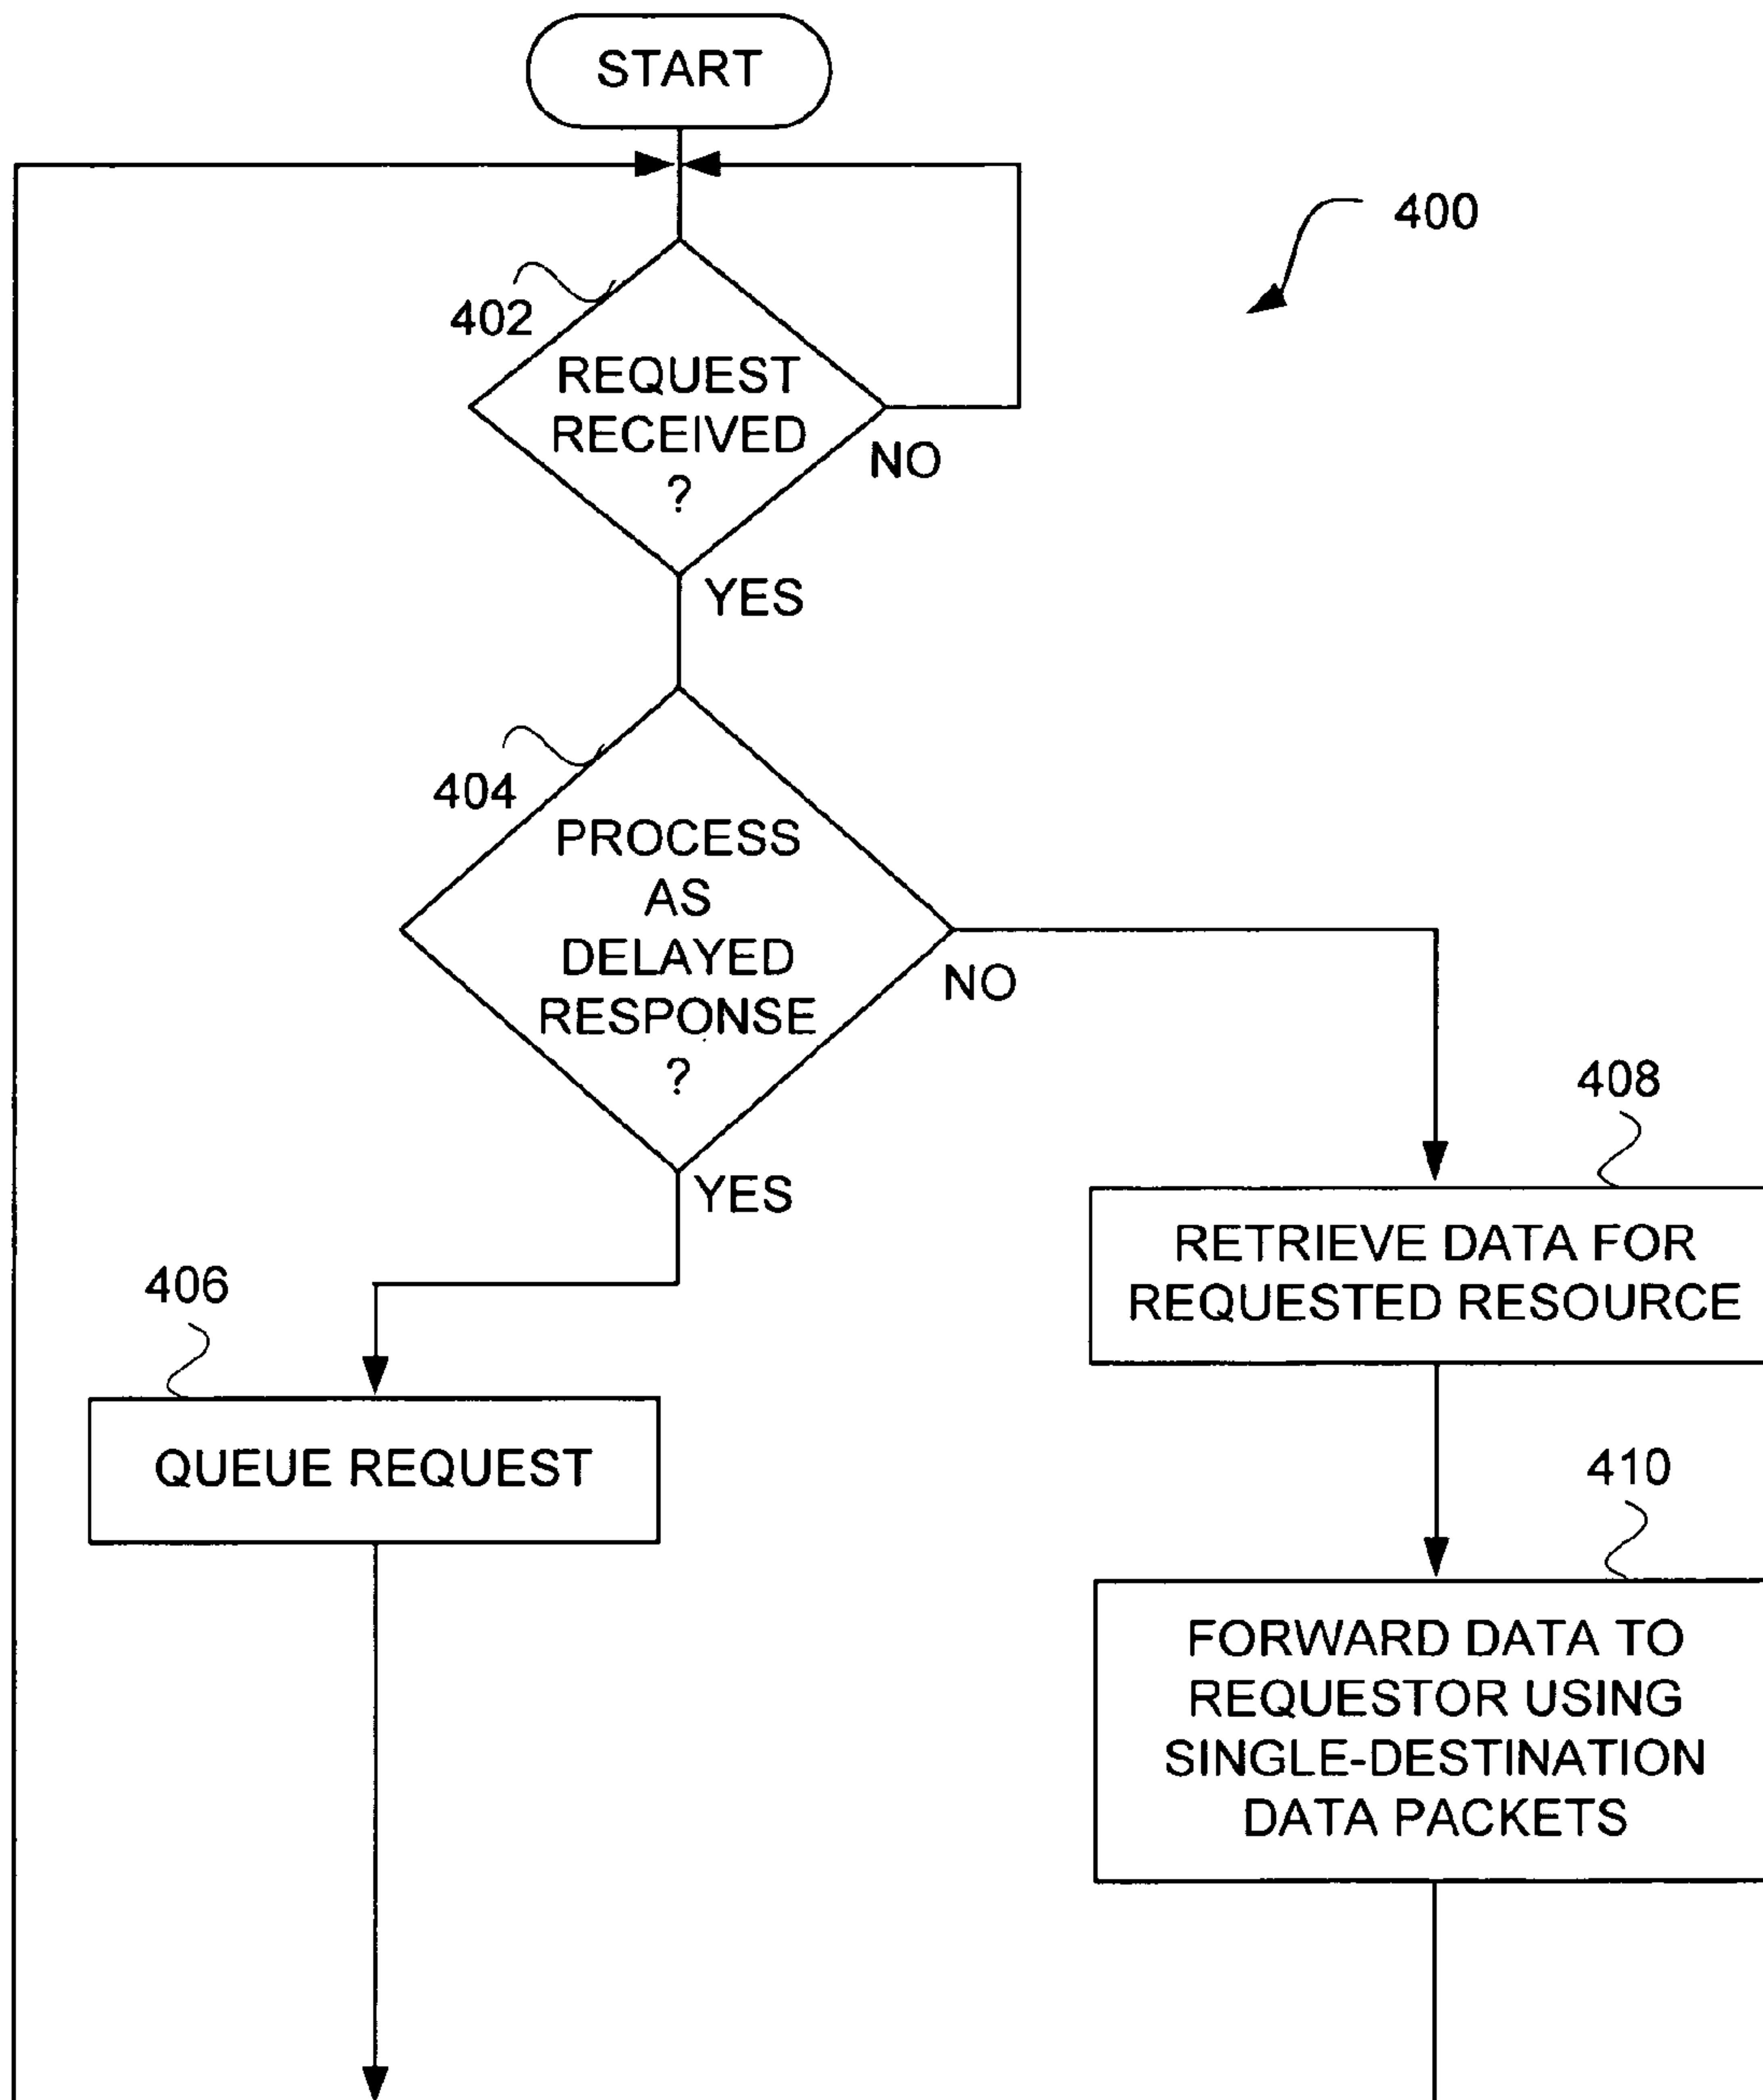 START
400
402
REQUEST
RECEIVED
?
NO
YES
404
PROCESS
AS
DELAYED
RESPONSE
?
NO
YES
408
RETRIEVE DATA FOR
REQUESTED RESOURCE
406
QUEUE REQUEST
410
FORWARD DATA TO
REQUESTOR USING
SINGLE-DESTINATION
DATA PACKETS